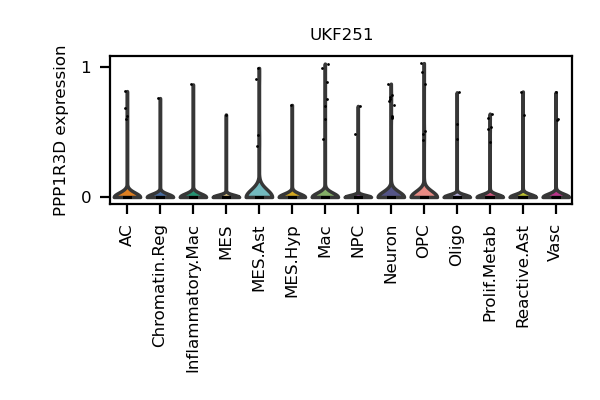 UKF251
PPP1R3D expression
1
0
AC
Chromatin.Reg
Inflammatory.Mac
MES
MES.Ast
MES.Hyp
Mac
NPC
Neuron
OPC
Oligo
Prolif.Metab
Reactive.Ast
Vasc